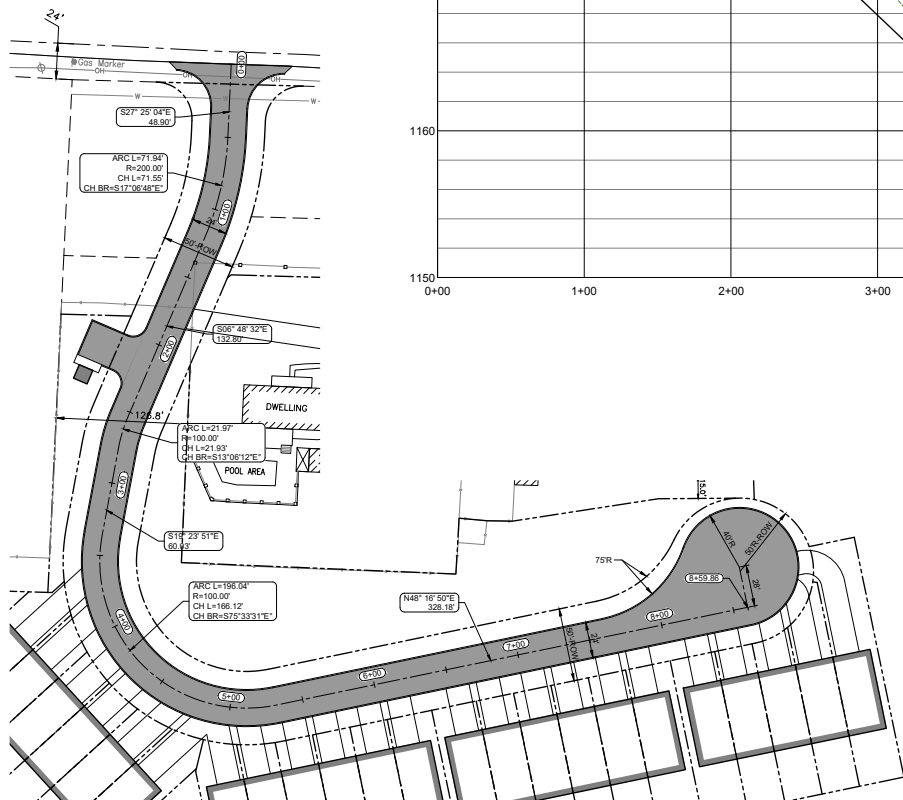 24'
Gas Marker
OH
OH
OH
W
W
W
0+00
S27° 25' 04"E
48.90'
ARC L=71.94'
R=200.00'
CH L=71.55'
CH BR=S17°06'48"E"
1+00
24'
50'-ROW
S06° 48' 32"E
132.80'
2+00
126.8'
DWELLING
ARC L=21.97'
R=100.00'
CH L=21.93'
CH BR=S13°06'12"E"
POOL AREA
3+00
S19° 23' 51"E
60.03'
ARC L=196.04'
R=100.00'
CH L=166.12'
CH BR=S75°33'31"E"
4+00
5+00
6+00
7+00
8+00
N48° 16' 50"E
328.18'
50'-ROW
24'
75'R
15.0'
40'R
50'R-ROW
8+59.86
28'
1160
1150
0+00
1+00
2+00
3+00